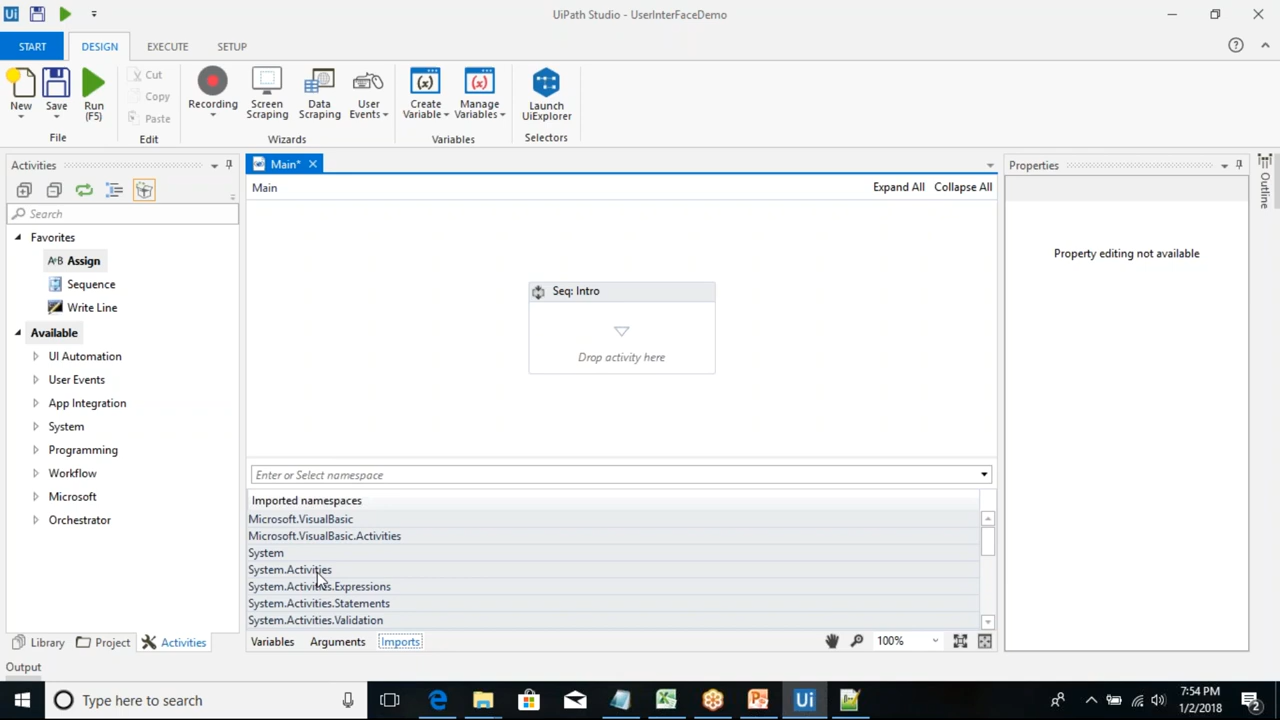 Ui
UiPath Studio - UserInterFaceDemo
START
DESIGN
EXECUTE
SETUP
New
Save
Run
(F5)
File
Cut
Copy
Paste
Edit
Recording
Screen
Scraping
Data
Scraping
User
Events
Wizards
(x)
Create
Variable
(x)
Manage
Variables
Variables
Launch
UiExplorer
Selectors
Activities
Main*
Properties
Outline
Main
Expand All
Collapse All
Search
Favorites
A+B Assign
Sequence
Write Line
Available
UI Automation
User Events
App Integration
System
Programming
Workflow
Microsoft
Orchestrator
Seq: Intro
Drop activity here
Property editing not available
Enter or Select namespace
Imported namespaces
Microsoft.VisualBasic
Microsoft.VisualBasic.Activities
System
System.Activities
System.Activities.Expressions
System.Activities.Statements
System.Activities.Validation
Library
Project
Activities
Variables
Arguments
Imports
100%
Output
Type here to search
Ui
7:54 PM
1/2/2018
2